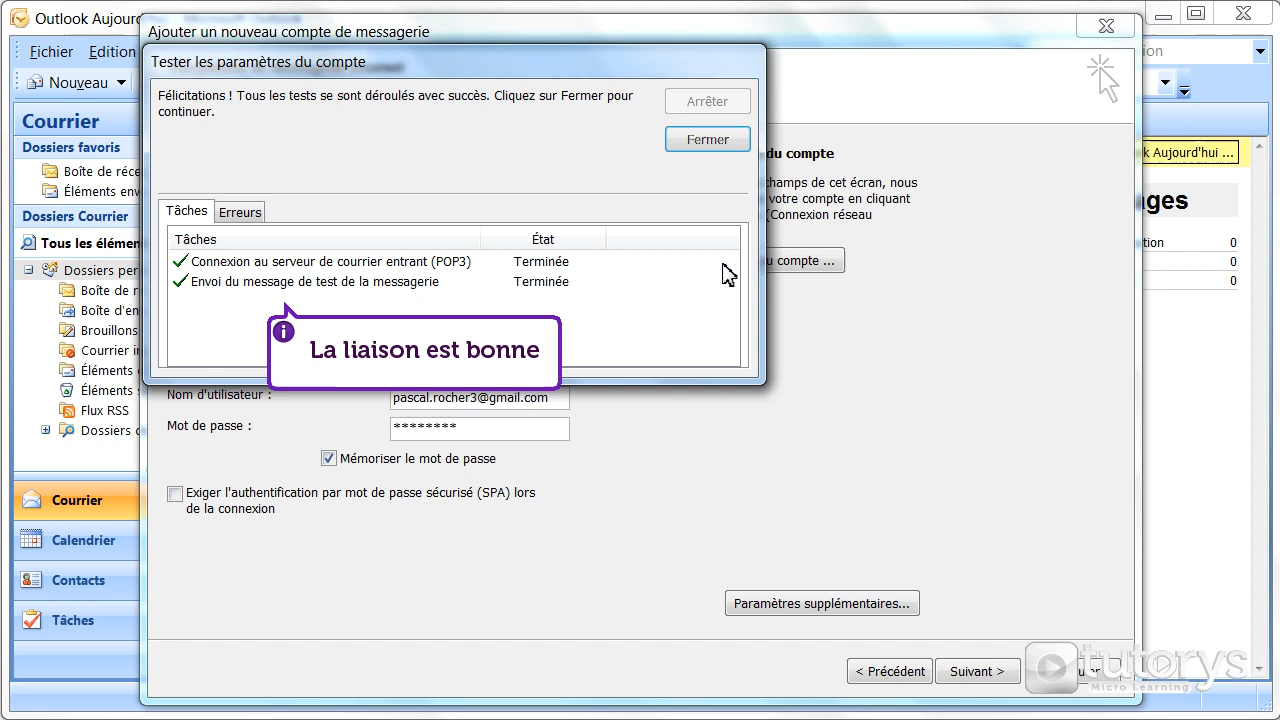 Outlook Aujourd
Ajouter un nouveau compte de messagerie
Fichier Edition
Nouveau
Tester les paramètres du compte
Félicitations ! Tous les tests se sont déroulés avec succès. Cliquez sur Fermer pour
continuer.
Arrêter
Fermer
Tâches
Erreurs
Tâches État
Connexion au serveur de courrier entrant (POP3) Terminée
Envoi du message de test de la messagerie Terminée
La liaison est bonne
Courrier
Dossiers favoris
Boîte de réce
Éléments env
Dossiers Courrier
Tous les élémen
Dossiers per
Boîte de r
Boîte d'en
Brouillons
Courrier in
Éléments e
Éléments s
Flux RSS
Dossiers d
Courrier
Calendrier
Contacts
Tâches
du compte
champs de cet écran, nous
votre compte en cliquant
(Connexion réseau
u compte ...
Nom d'utilisateur :
pascal.rocher3@gmail.com
Mot de passe :
********
Mémoriser le mot de passe
Exiger l'authentification par mot de passe sécurisé (SPA) lors
de la connexion
Paramètres supplémentaires...
< Précédent
Suivant >
k Aujourd'hui ...
ages
tion 0
0
0
tutorys
Micro Learning